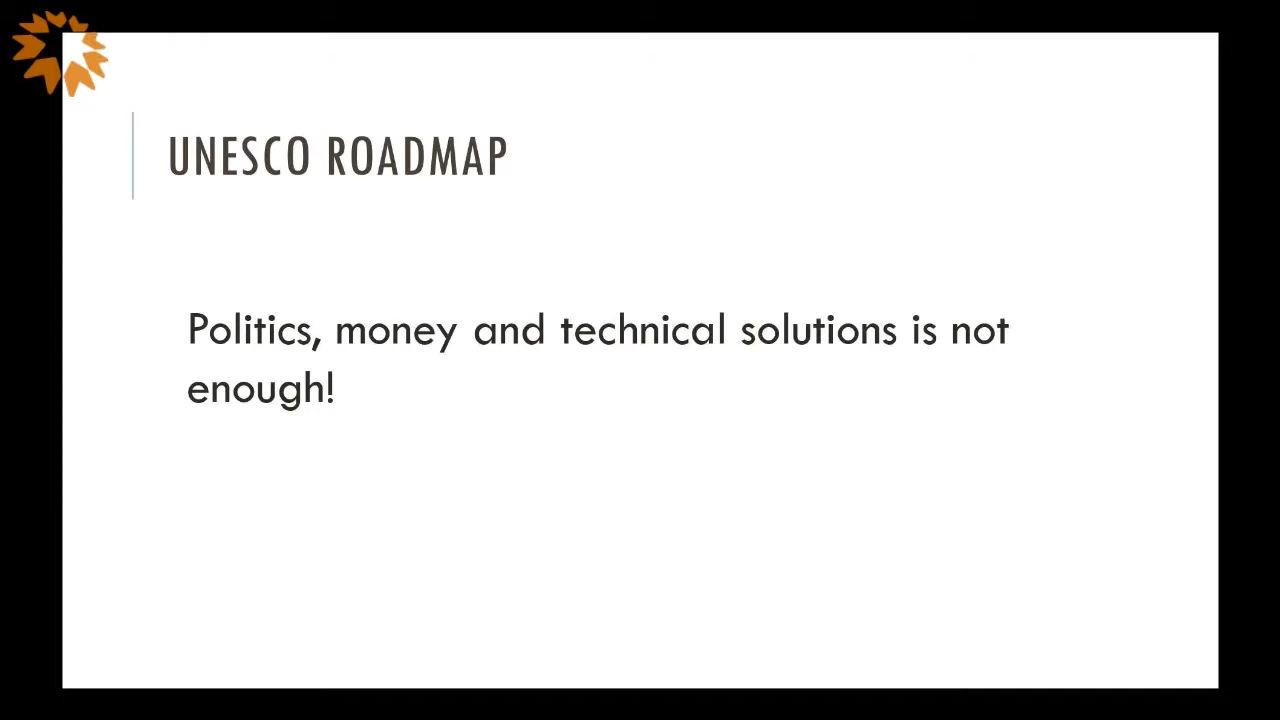 UNESCO ROADMAP
Politics, money and technical solutions is not
enough!